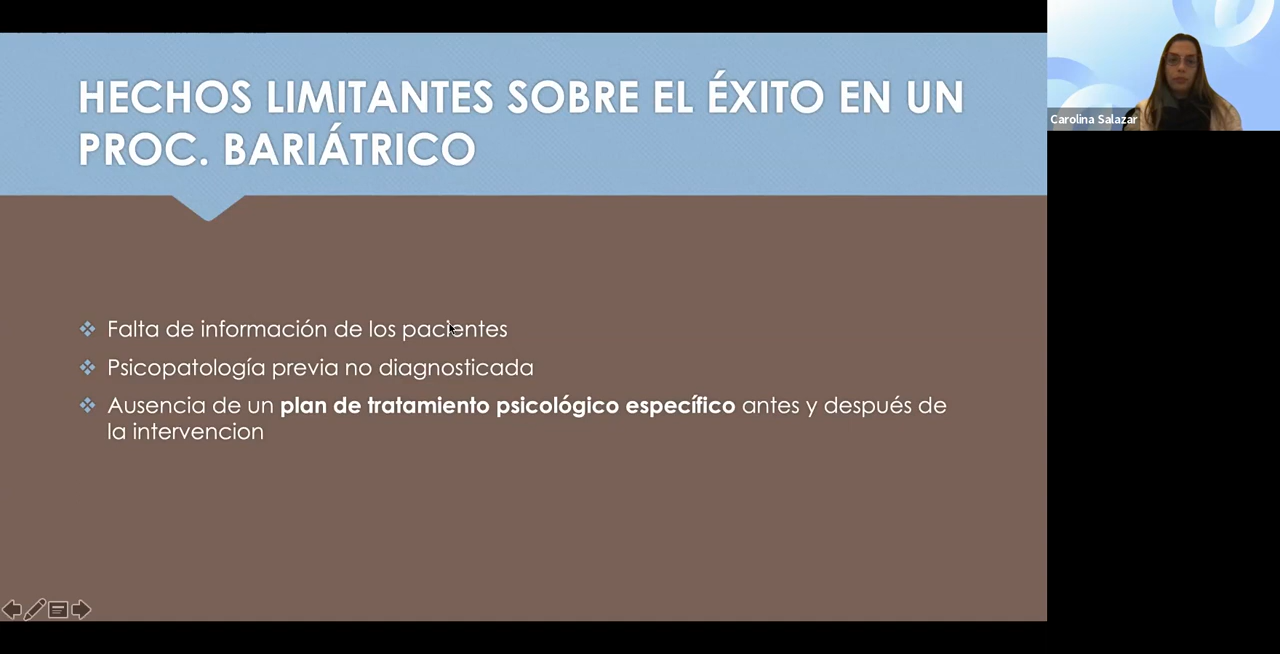 HECHOS LIMITANTES SOBRE EL ÉXITO EN UN
PROC. BARIÁTRICO
Carolina Salazar
Falta de información de los pacientes
Psicopatología previa no diagnosticada
Ausencia de un plan de tratamiento psicológico específico antes y después de
la intervencion